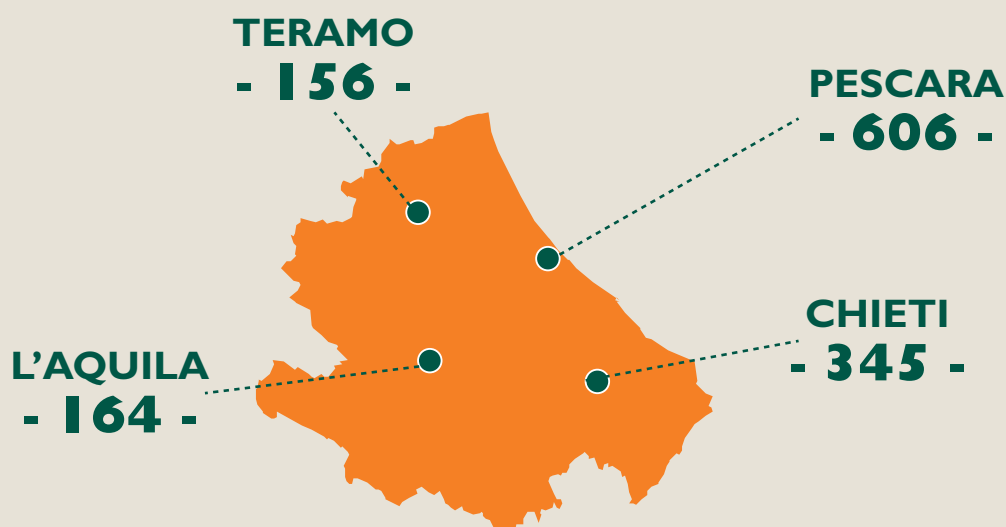 TERAMO
- 156 -
PESCARA
- 606 -
CHIETI
- 345 -
L’AQUILA
- 164 -